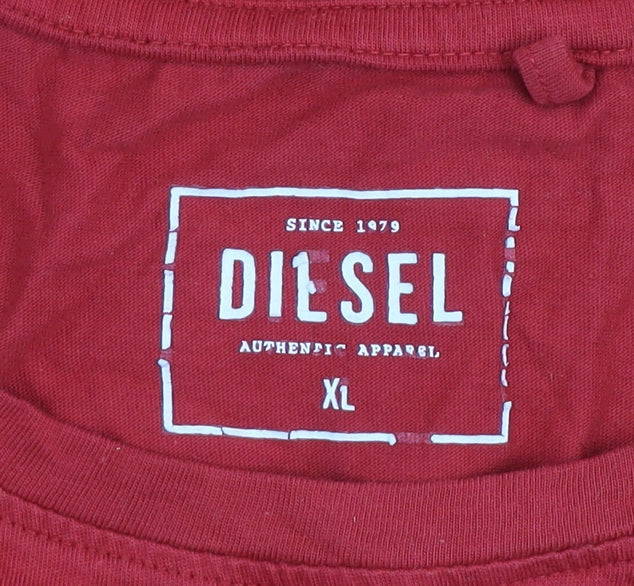 SINCE 1979
DIESEL
AUTHENTIC APPAREL
XL